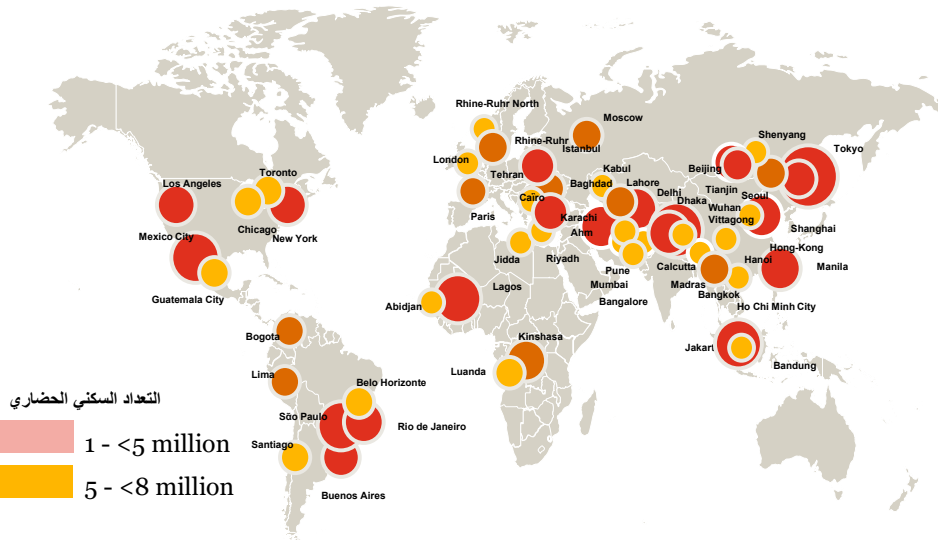 Rhine-Ruhr North
Moscow
Shenyang
Rhine-Ruhr
Istanbul
Tokyo
London
Beijing
Toronto
Tehran
Kabul
Los Angeles
Baghdad
Lahore
Delhi
Tianjin
Seoul
Cairo
Dhaka
Wuhan
Paris
Karachi
Vittagong
Chicago
New York
Ahm
Shanghai
Mexico City
Hong-Kong
Jidda
Riyadh
Hanoi
Calcutta
Manila
Pune
Mumbai
Madras
Lagos
Bangkok
Guatemala City
Bangalore
Abidjan
Ho Chi Minh City
Bogota
Kinshasa
Jakart
Bandung
Lima
Luanda
Belo Horizonte
التعداد السكني الحضاري
São Paulo
Rio de Janeiro
1 - <5 million
Santiago
5 - <8 million
Buenos Aires